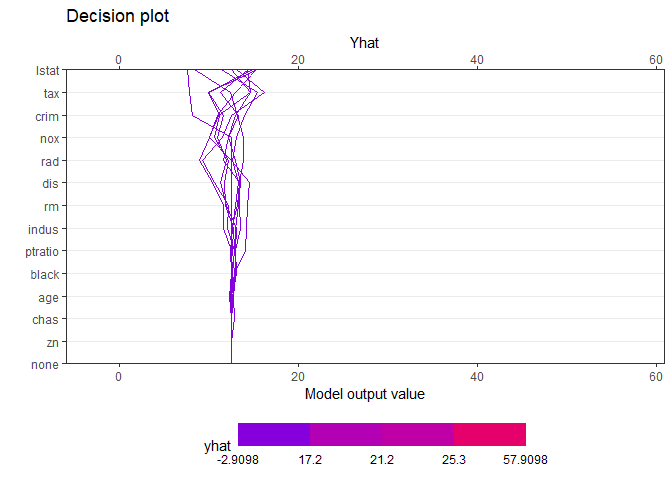 Decision plot
Yhat
0 20 40 60
lstat
tax
crim
nox
rad
dis
rm
indus
ptratio
black
age
chas
zn
none
0 20 40 60
Model output value
yhat
-2.9098 17.2 21.2 25.3 57.9098